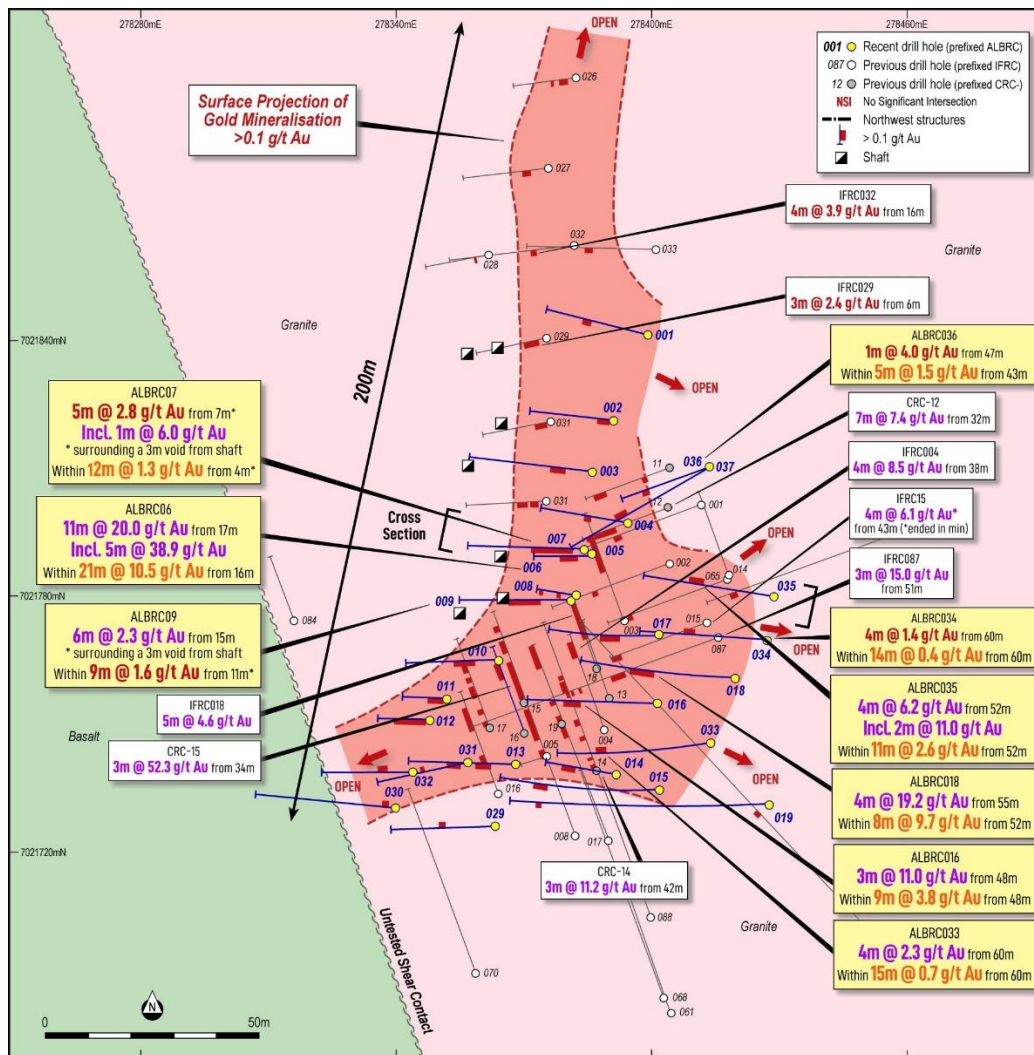 278280mE
278340mE
278400mE
278460mE
OPEN
001 Recent drill hole (prefixed ALBRC)
087 Previous drill hole (prefixed IFRC)
12 Previous drill hole (prefixed CRC-)
NSI No Significant Intersection
Northwest structures
> 0.1 g/t Au
Shaft
026
Surface Projection of
Gold Mineralisation
>0.1 g/t Au
027
IFRC032
4m @ 3.9 g/t Au from 16m
032
033
028
Granite
IFRC029
3m @ 2.4 g/t Au from 6m
Granite
7021840mN
029
001
200m
OPEN
ALBRC036
1m @ 4.0 g/t Au from 47m
Within 5m @ 1.5 g/t Au from 43m
ALBRC07
5m @ 2.8 g/t Au from 7m*
Incl. 1m @ 6.0 g/t Au
* surrounding a 3m void from shaft
Within 12m @ 1.3 g/t Au from 4m*
002
031
CRC-12
7m @ 7.4 g/t Au from 32m
003
11
036
037
IFRC004
4m @ 8.5 g/t Au from 38m
031
12
001
IFRC15
4m @ 6.1 g/t Au*
from 43m (*ended in min)
ALBRC06
11m @ 20.0 g/t Au from 17m
Incl. 5m @ 38.9 g/t Au
Within 21m @ 10.5 g/t Au from 16m
Cross
Section
004
007
005
006
002
OPEN
IFRC087
3m @ 15.0 g/t Au
from 51m
014
065
008
009
035
7021780mN
084
ALBRC09
6m @ 2.3 g/t Au from 15m
* surrounding a 3m void from shaft
Within 9m @ 1.6 g/t Au from 11m*
003
017
015
087
034
OPEN
ALBRC034
4m @ 1.4 g/t Au from 60m
Within 14m @ 0.4 g/t Au from 60m
010
18
018
011
13
016
15
IFRC018
5m @ 4.6 g/t Au
012
17
16
19
004
033
ALBRC035
4m @ 6.2 g/t Au from 52m
Incl. 2m @ 11.0 g/t Au
Within 11m @ 2.6 g/t Au from 52m
Basalt
CRC-15
3m @ 52.3 g/t Au from 34m
005
031
013
14
014
OPEN
OPEN
032
030
016
015
019
ALBRC018
4m @ 19.2 g/t Au from 55m
Within 8m @ 9.7 g/t Au from 52m
029
008
017
7021720mN
CRC-14
3m @ 11.2 g/t Au from 42m
ALBRC016
3m @ 11.0 g/t Au from 48m
Within 9m @ 3.8 g/t Au from 48m
088
Granite
Untested Shear Contact
ALBRC033
4m @ 2.3 g/t Au from 60m
Within 15m @ 0.7 g/t Au from 60m
070
068
061
N
0
50m